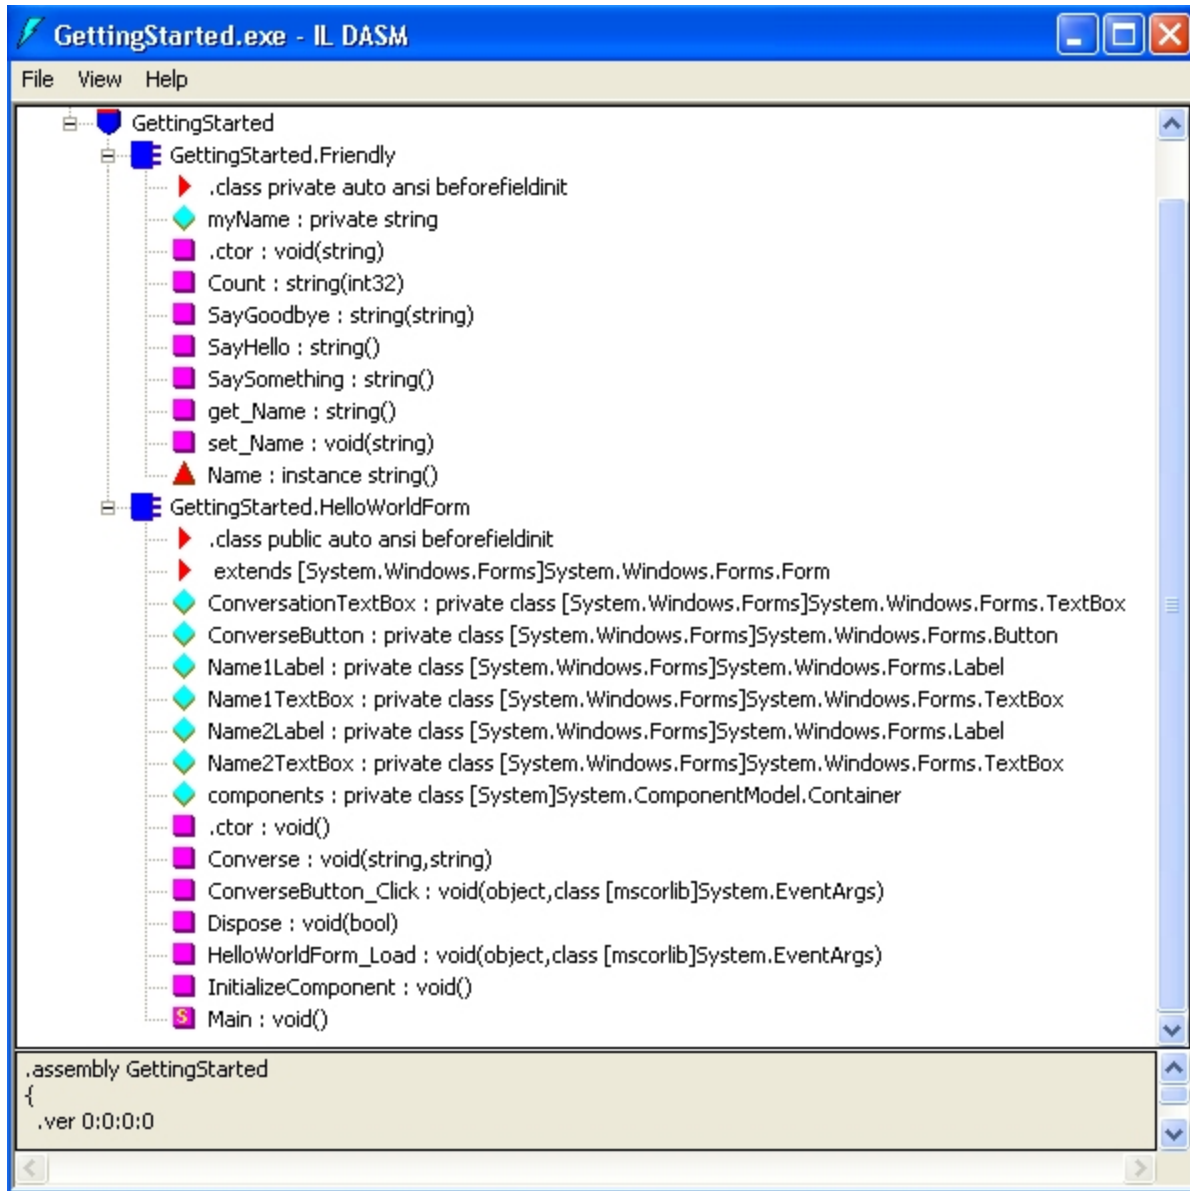 GettingStarted.exe - IL DASM
File View Help
GettingStarted
GettingStarted.Friendly
.class private auto ansi beforefieldinit
myName : private string
.ctor : void(string)
Count : string(int32)
SayGoodbye : string(string)
SayHello : string()
SaySomething : string()
get_Name : string()
set_Name : void(string)
Name : instance string()
GettingStarted.HelloWorldForm
.class public auto ansi beforefieldinit
extends [System.Windows.Forms]System.Windows.Forms.Form
ConversationTextBox : private class [System.Windows.Forms]System.Windows.Forms.TextBox
ConverseButton : private class [System.Windows.Forms]System.Windows.Forms.Button
Name1Label : private class [System.Windows.Forms]System.Windows.Forms.Label
Name1TextBox : private class [System.Windows.Forms]System.Windows.Forms.TextBox
Name2Label : private class [System.Windows.Forms]System.Windows.Forms.Label
Name2TextBox : private class [System.Windows.Forms]System.Windows.Forms.TextBox
components : private class [System]System.ComponentModel.Container
.ctor : void()
Converse : void(string,string)
ConverseButton_Click : void(object,class [mscorlib]System.EventArgs)
Dispose : void(bool)
HelloWorldForm_Load : void(object,class [mscorlib]System.EventArgs)
InitializeComponent : void()
S Main : void()
.assembly GettingStarted
{
.ver 0:0:0:0